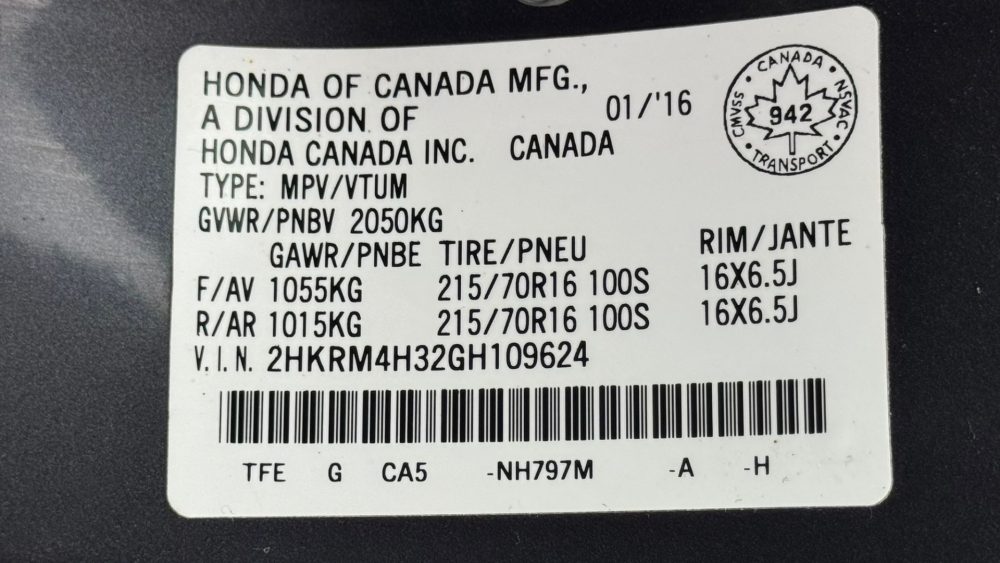 HONDA OF CANADA MFG.,
A DIVISION OF
01/'16
HONDA CANADA INC. CANADA
TYPE: MPV/VTUM
GVWR/PNBV 2050KG
GAWR/PNBE TIRE/PNEU RIM/JANTE
F/AV 1055KG 215/70R16 100S 16X6.5J
R/AR 1015KG 215/70R16 100S 16X6.5J
V.I.N. 2HKRM4H32GH109624
TFE G CA5 -NH797M -A -H
CANADA
CMVSS
942
NSVAC
TRANSPORT